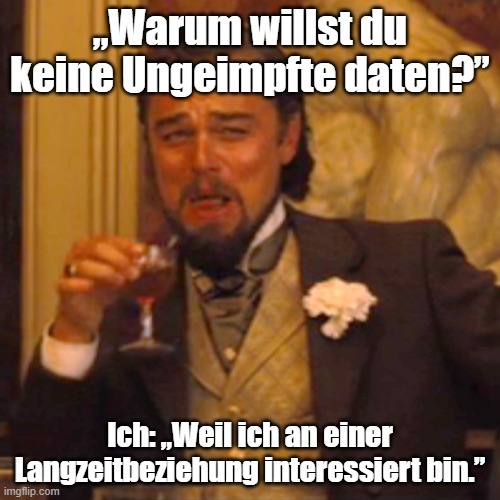 „Warum willst du
keine Ungeimpfte daten?”
Ich: „Weil ich an einer
Langzeitbeziehung interessiert bin.”
imgflip.com